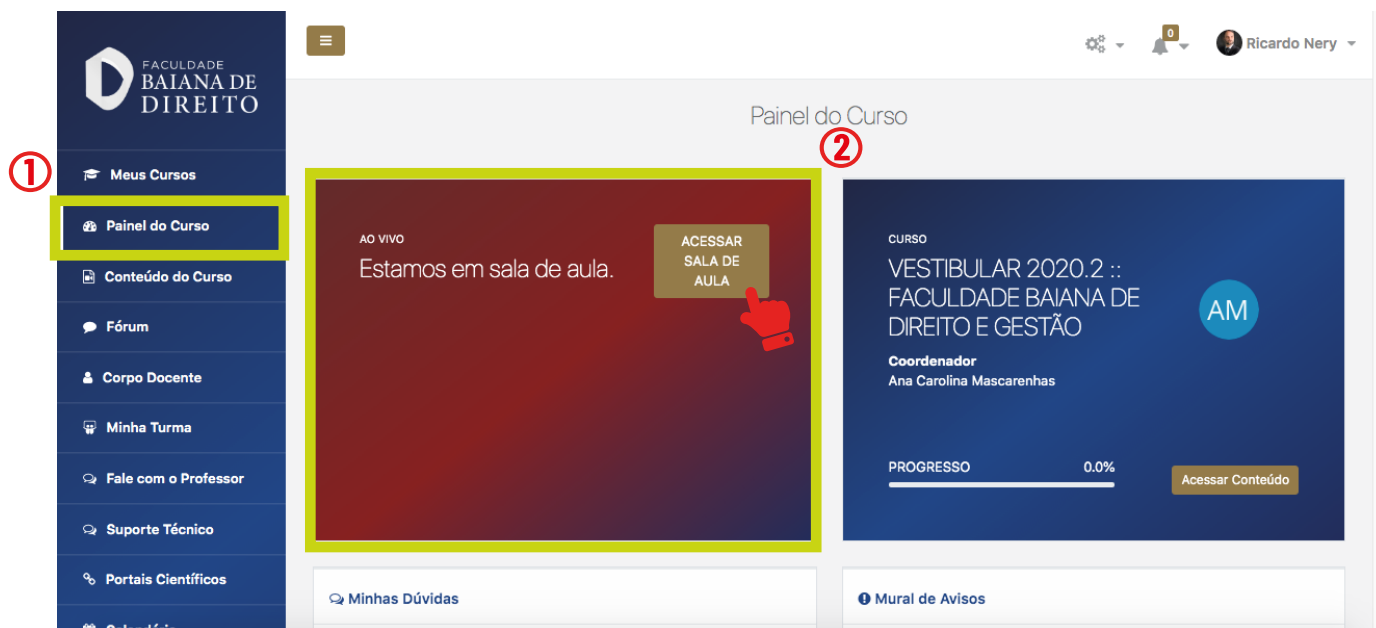 FACULDADE
BAIANA DE
DIREITO
0
Ricardo Nery
Painel do Curso
1
2
Meus Cursos
Painel do Curso
Conteúdo do Curso
Fórum
Corpo Docente
Minha Turma
Fale com o Professor
Suporte Técnico
Portais Científicos
AO VIVO
Estamos em sala de aula.
ACESSAR
SALA DE
AULA
CURSO
VESTIBULAR 2020.2 ::
FACULDADE BAIANA DE
DIREITO E GESTÃO
AM
Coordenador
Ana Carolina Mascarenhas
PROGRESSO 0.0%
Acessar Conteúdo
Minhas Dúvidas
Mural de Avisos